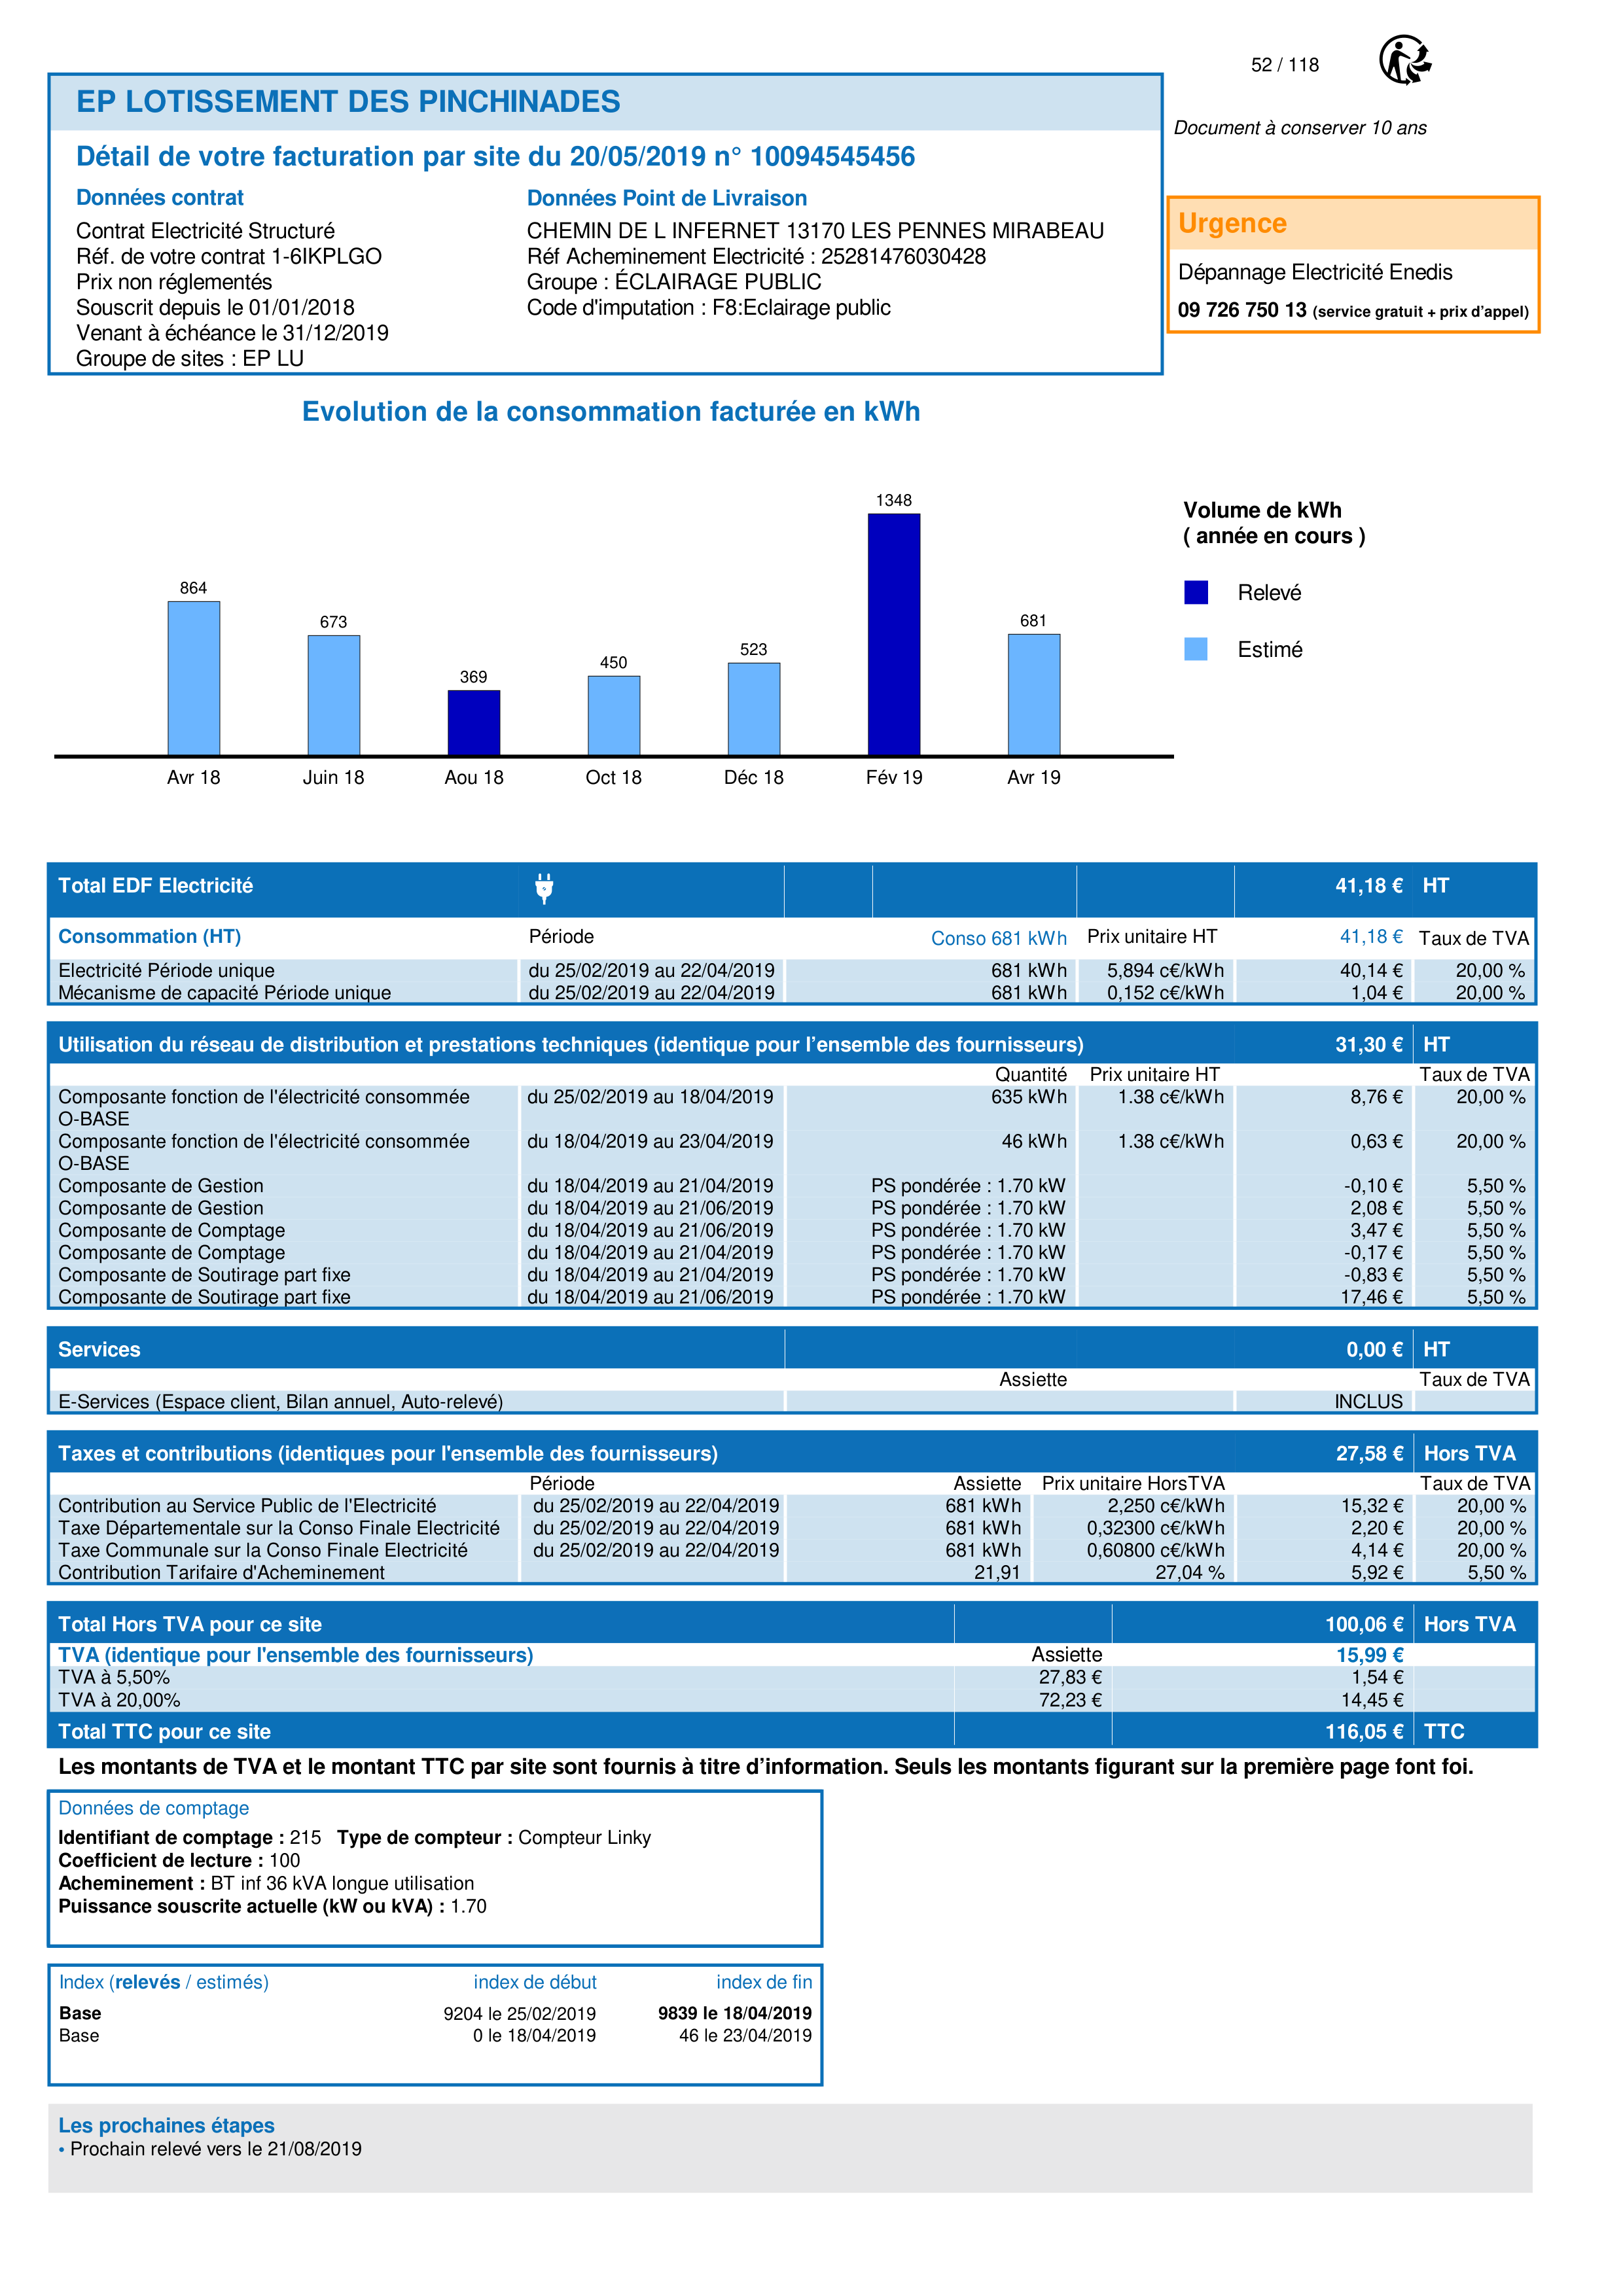 52 / 118
EP LOTISSEMENT DES PINCHINADES
Document à conserver 10 ans
Détail de votre facturation par site du 20/05/2019 n° 10094545456
Données contrat
Contrat Electricité Structuré
Réf. de votre contrat 1-6IKPLGO
Prix non réglementés
Souscrit depuis le 01/01/2018
Venant à échéance le 31/12/2019
Groupe de sites : EP LU
Données Point de Livraison
CHEMIN DE L INFERNET 13170 LES PENNES MIRABEAU
Réf Acheminement Electricité : 25281476030428
Groupe : ÉCLAIRAGE PUBLIC
Code d'imputation : F8:Eclairage public
Urgence
Dépannage Electricité Enedis
09 726 750 13 (service gratuit + prix d’appel)
Evolution de la consommation facturée en kWh
864 673 369 450 523 1348 681
Avr 18 Juin 18 Aou 18 Oct 18 Déc 18 Fév 19 Avr 19
Volume de kWh
( année en cours )
Relevé
Estimé
Total EDF Electricité 41,18 € HT
Consommation (HT) Période Conso 681 kWh Prix unitaire HT 41,18 € Taux de TVA
Electricité Période unique du 25/02/2019 au 22/04/2019 681 kWh 5,894 c€/kWh 40,14 € 20,00 %
Mécanisme de capacité Période unique du 25/02/2019 au 22/04/2019 681 kWh 0,152 c€/kWh 1,04 € 20,00 %
Utilisation du réseau de distribution et prestations techniques (identique pour l’ensemble des fournisseurs) 31,30 € HT
Quantité Prix unitaire HT Taux de TVA
Composante fonction de l'électricité consommée du 25/02/2019 au 18/04/2019 635 kWh 1.38 c€/kWh 8,76 € 20,00 %
O-BASE
Composante fonction de l'électricité consommée du 18/04/2019 au 23/04/2019 46 kWh 1.38 c€/kWh 0,63 € 20,00 %
O-BASE
Composante de Gestion du 18/04/2019 au 21/04/2019 PS pondérée : 1.70 kW -0,10 € 5,50 %
Composante de Gestion du 18/04/2019 au 21/06/2019 PS pondérée : 1.70 kW 2,08 € 5,50 %
Composante de Comptage du 18/04/2019 au 21/06/2019 PS pondérée : 1.70 kW 3,47 € 5,50 %
Composante de Comptage du 18/04/2019 au 21/04/2019 PS pondérée : 1.70 kW -0,17 € 5,50 %
Composante de Soutirage part fixe du 18/04/2019 au 21/04/2019 PS pondérée : 1.70 kW -0,83 € 5,50 %
Composante de Soutirage part fixe du 18/04/2019 au 21/06/2019 PS pondérée : 1.70 kW 17,46 € 5,50 %
Services 0,00 € HT
Assiette Taux de TVA
E-Services (Espace client, Bilan annuel, Auto-relevé) INCLUS
Taxes et contributions (identiques pour l'ensemble des fournisseurs) 27,58 € Hors TVA
Période Assiette Prix unitaire HorsTVA Taux de TVA
Contribution au Service Public de l'Electricité du 25/02/2019 au 22/04/2019 681 kWh 2,250 c€/kWh 15,32 € 20,00 %
Taxe Départementale sur la Conso Finale Electricité du 25/02/2019 au 22/04/2019 681 kWh 0,32300 c€/kWh 2,20 € 20,00 %
Taxe Communale sur la Conso Finale Electricité du 25/02/2019 au 22/04/2019 681 kWh 0,60800 c€/kWh 4,14 € 20,00 %
Contribution Tarifaire d'Acheminement 21,91 27,04 % 5,92 € 5,50 %
Total Hors TVA pour ce site 100,06 € Hors TVA
TVA (identique pour l'ensemble des fournisseurs) Assiette 15,99 €
TVA à 5,50% 27,83 € 1,54 €
TVA à 20,00% 72,23 € 14,45 €
Total TTC pour ce site 116,05 € TTC
Les montants de TVA et le montant TTC par site sont fournis à titre d’information. Seuls les montants figurant sur la première page font foi.
Données de comptage
Identifiant de comptage : 215 Type de compteur : Compteur Linky
Coefficient de lecture : 100
Acheminement : BT inf 36 kVA longue utilisation
Puissance souscrite actuelle (kW ou kVA) : 1.70
Index (relevés / estimés) index de début index de fin
Base 9204 le 25/02/2019 9839 le 18/04/2019
Base 0 le 18/04/2019 46 le 23/04/2019
Les prochaines étapes
• Prochain relevé vers le 21/08/2019